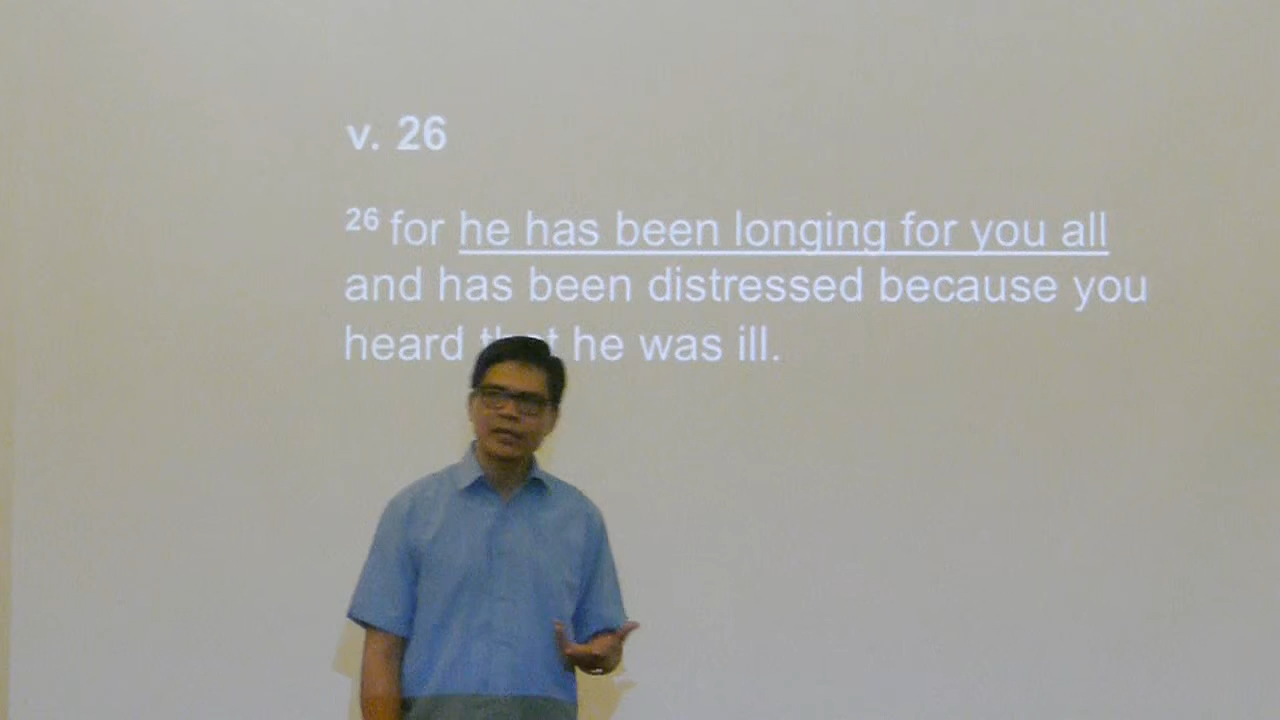 v. 26
26 for he has been longing for you all
and has been distressed because you
heard that he was ill.